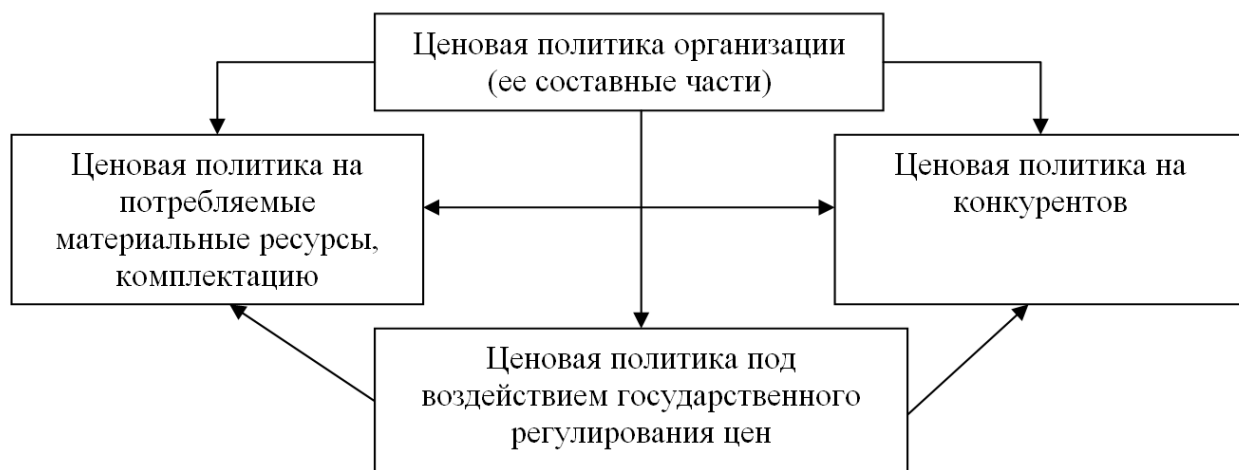 Ценовая политика организации
(ее составные части)
Ценовая политика на
потребляемые
материальные ресурсы,
комплектацию
Ценовая политика на
конкурентов
Ценовая политика под
воздействием государственного
регулирования цен